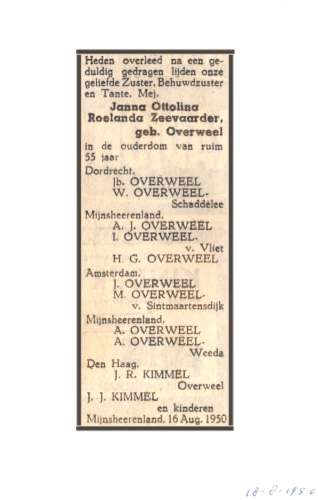 Heden overleed na een ge-
duldig gedragen lijden onze
geliefde Zuster, Behuwdzuster
en Tante, Mej.
Janna Ottolina
Roelanda Zeevaarder,
geb. Overweel
in de ouderdom van ruim
55 jaar
Dordrecht,
Jb. OVERWEEL
W. OVERWEEL-
Schaddelee
Mijnsheerenland,
A. J. OVERWEEL
I. OVERWEEL-
v. Vliet
H. G. OVERWEEL
Amsterdam,
J. OVERWEEL
M. OVERWEEL-
v. Sintmaartensdijk
Mijnsheerenland,
A. OVERWEEL
A. OVERWEEL-
Weeda
Den Haag,
J. R. KIMMEL
Overweel
J. J. KIMMEL
en kinderen
Mijnsheerenland, 16 Aug. 1950
18-8-1950